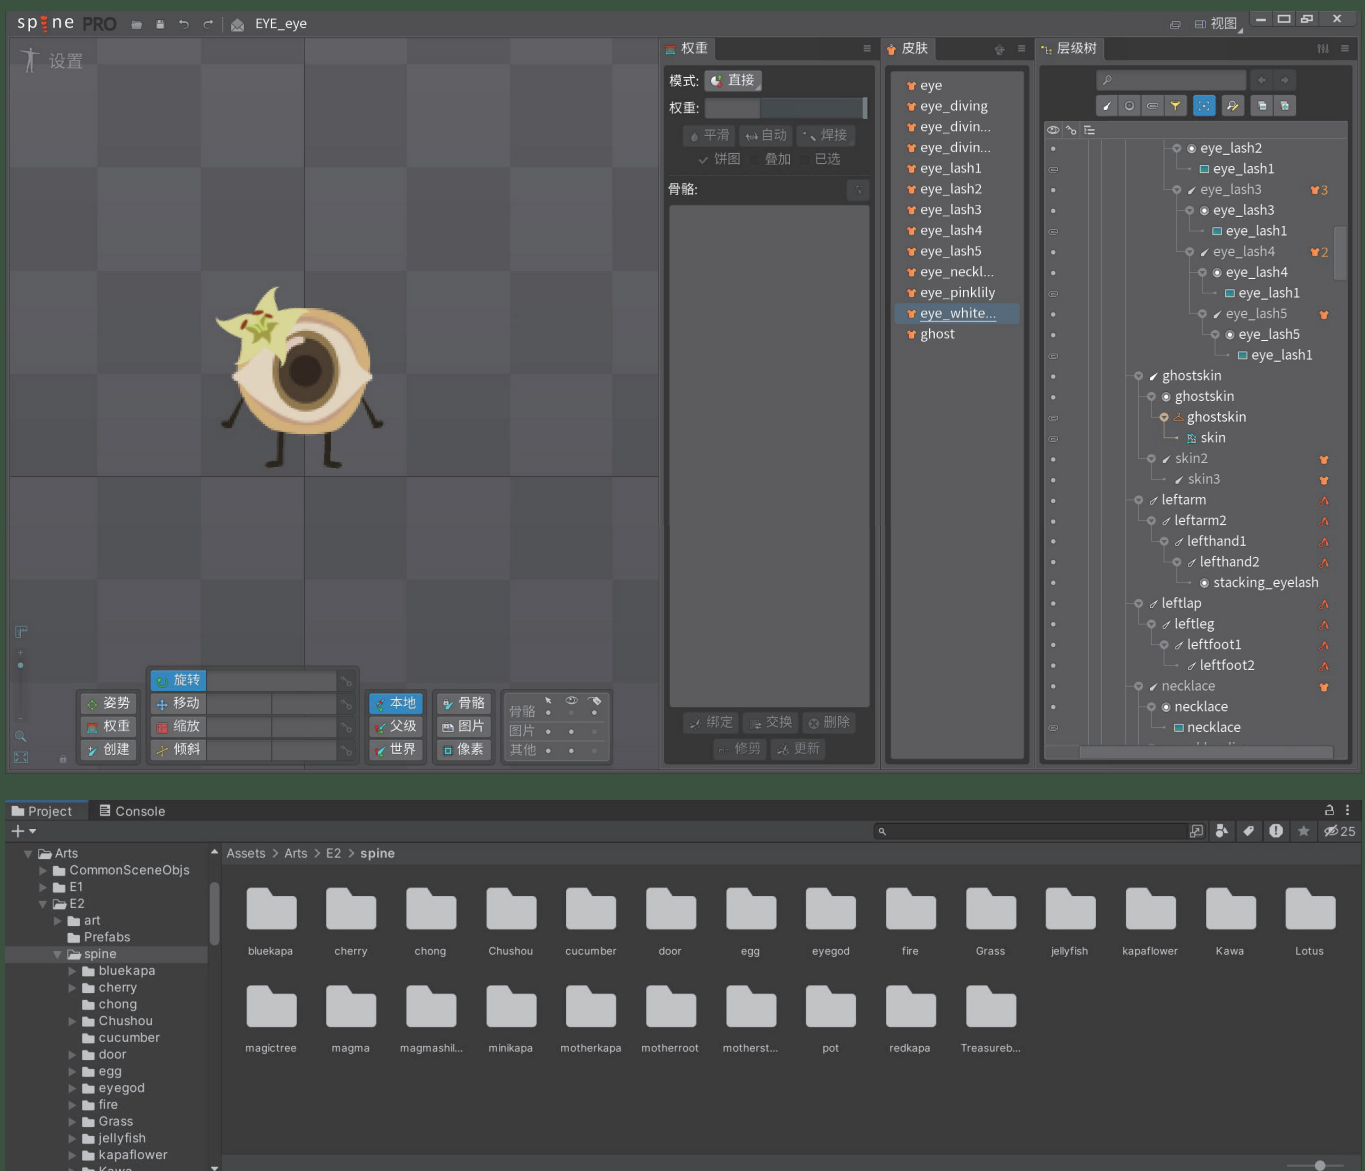 spine PRO EYE_eye 视图
设置
权重
模式: 直接
权重:
平滑 自动 焊接
饼图 叠加 已选
骨骼:
绑定 交换 删除
修剪 更新
皮肤
eye
eye_diving
eye_divin...
eye_divin...
eye_lash1
eye_lash2
eye_lash3
eye_lash4
eye_lash5
eye_neckl...
eye_pinklily
eye_white...
ghost
层级树
eye_lash2
eye_lash1
eye_lash3 3
eye_lash3
eye_lash1
eye_lash4 2
eye_lash4
eye_lash1
eye_lash5
eye_lash5
eye_lash1
ghostskin
ghostskin
ghostskin
skin
skin2
skin3
leftarm
leftarm2
lefthand1
lefthand2
stacking_eyelash
leftlap
leftleg
leftfoot1
leftfoot2
necklace
necklace
necklace
姿势
权重
创建
旋转
移动
缩放
倾斜
本地
父级
世界
骨骼
图片
像素
骨骼
图片
其他
Project Console
25
Arts
CommonSceneObjs
E1
E2
art
Prefabs
spine
bluekapa
cherry
chong
Chushou
cucumber
door
egg
eyegod
fire
Grass
jellyfish
kapaflower
Kawa
Assets > Arts > E2 > spine
bluekapa cherry chong Chushou cucumber door egg eyegod fire Grass jellyfish kapaflower Kawa Lotus
magictree magma magmashil... minikapa motherkapa motherroot motherst... pot redkapa Treasureb...